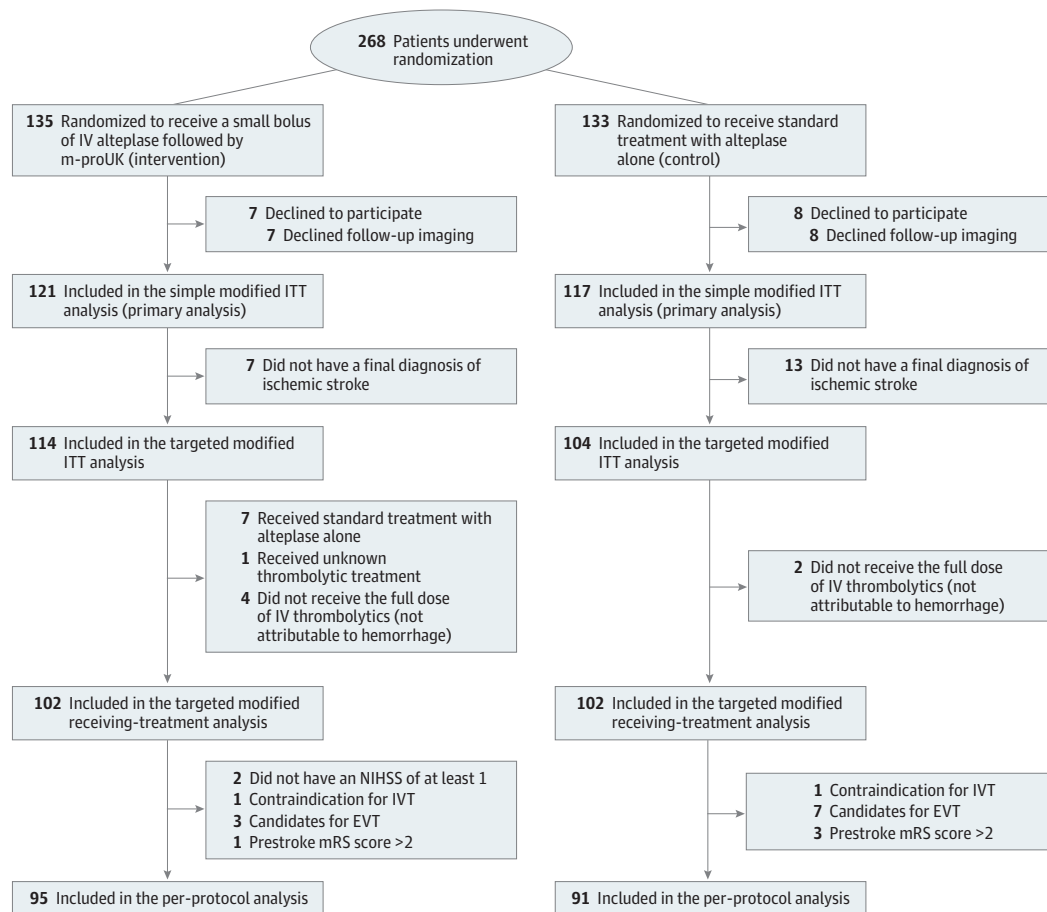 268 Patients underwent
randomization
135 Randomized to receive a small bolus
of IV alteplase followed by
m-proUK (intervention)
133 Randomized to receive standard
treatment with alteplase
alone (control)
7 Declined to participate
7 Declined follow-up imaging
8 Declined to participate
8 Declined follow-up imaging
121 Included in the simple modified ITT
analysis (primary analysis)
117 Included in the simple modified ITT
analysis (primary analysis)
7 Did not have a final diagnosis of
ischemic stroke
13 Did not have a final diagnosis of
ischemic stroke
114 Included in the targeted modified
ITT analysis
104 Included in the targeted modified
ITT analysis
7 Received standard treatment with
alteplase alone
1 Received unknown
thrombolytic treatment
4 Did not receive the full dose
of IV thrombolytics (not
attributable to hemorrhage)
2 Did not receive the full dose
of IV thrombolytics (not
attributable to hemorrhage)
102 Included in the targeted modified
receiving-treatment analysis
102 Included in the targeted modified
receiving-treatment analysis
2 Did not have an NIHSS of at least 1
1 Contraindication for IVT
3 Candidates for EVT
1 Prestroke mRS score >2
1 Contraindication for IVT
7 Candidates for EVT
3 Prestroke mRS score >2
95 Included in the per-protocol analysis
91 Included in the per-protocol analysis